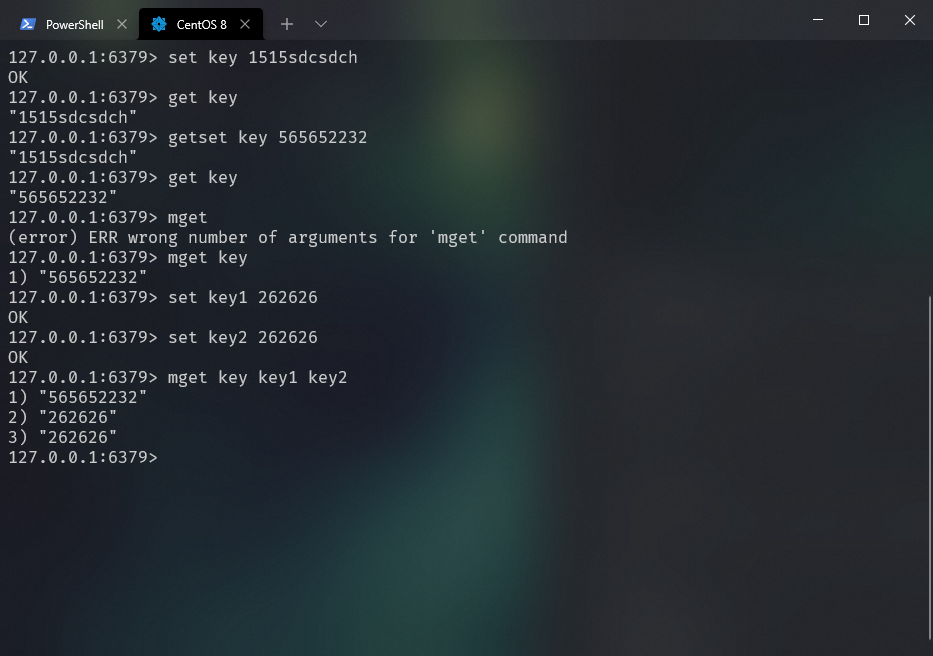 PowerShell
CentOS 8
127.0.0.1:6379> set key 1515sdcsdch
OK
127.0.0.1:6379> get key
"1515sdcsdch"
127.0.0.1:6379> getset key 565652232
"1515sdcsdch"
127.0.0.1:6379> get key
"565652232"
127.0.0.1:6379> mget
(error) ERR wrong number of arguments for 'mget' command
127.0.0.1:6379> mget key
1) "565652232"
127.0.0.1:6379> set key1 262626
OK
127.0.0.1:6379> set key2 262626
OK
127.0.0.1:6379> mget key key1 key2
1) "565652232"
2) "262626"
3) "262626"
127.0.0.1:6379>